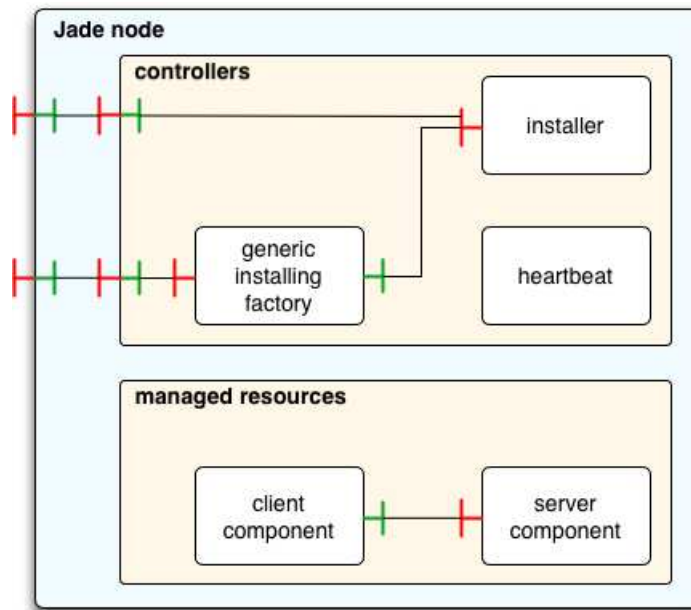 Jade node
controllers
installer
generic
installing
factory
heartbeat
managed resources
client
component
server
component